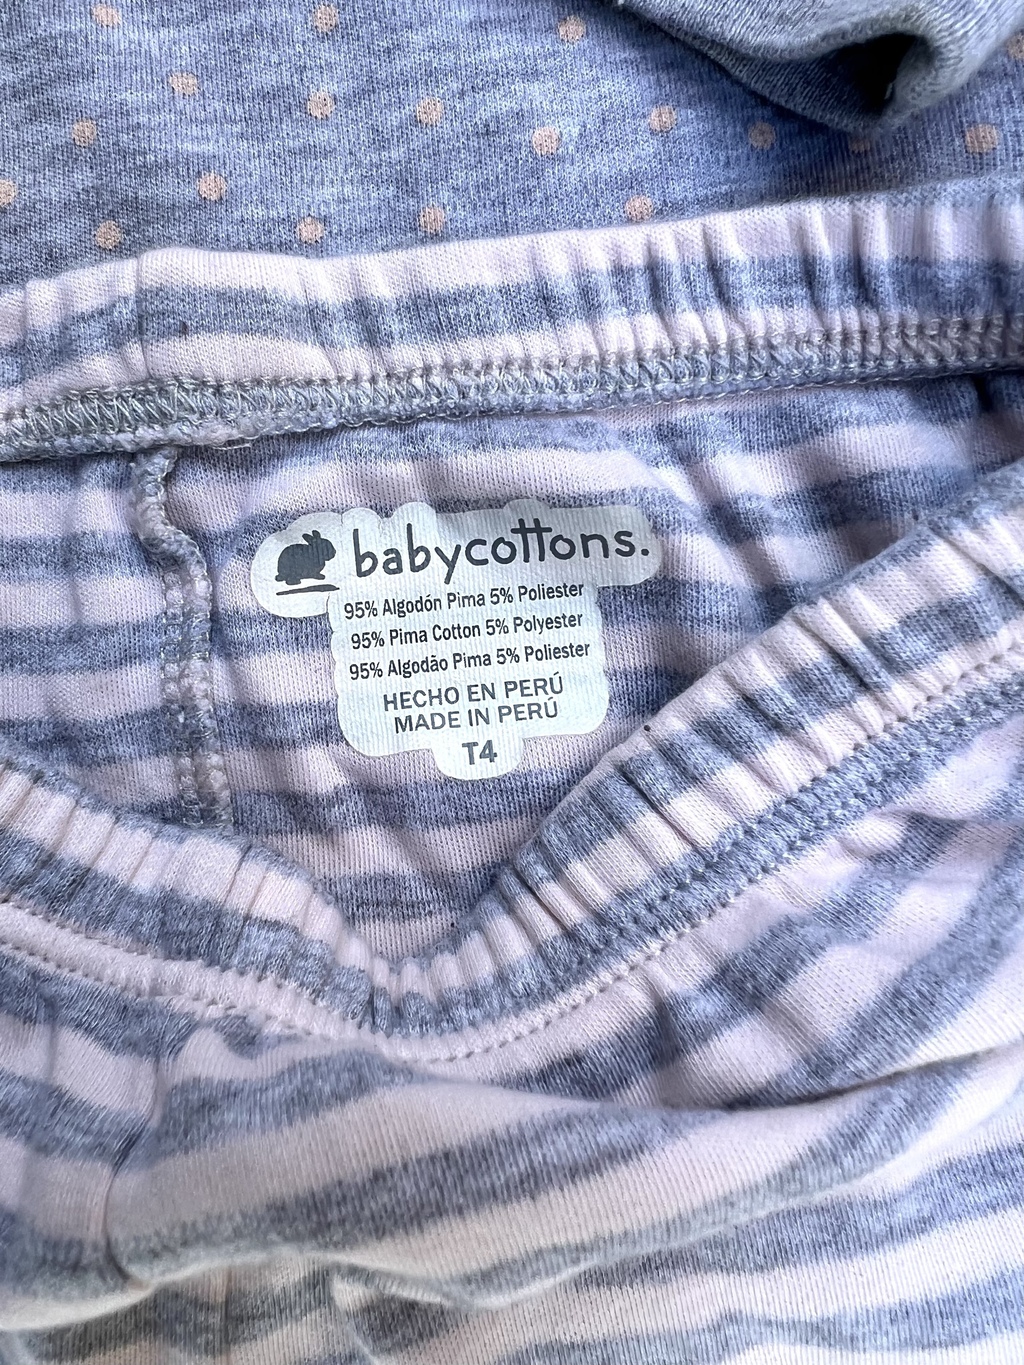 babycottons.
95% Algodón Pima 5% Poliester
95% Pima Cotton 5% Polyester
95% Algodão Pima 5% Poliester
HECHO EN PERÚ
MADE IN PERÚ
T4